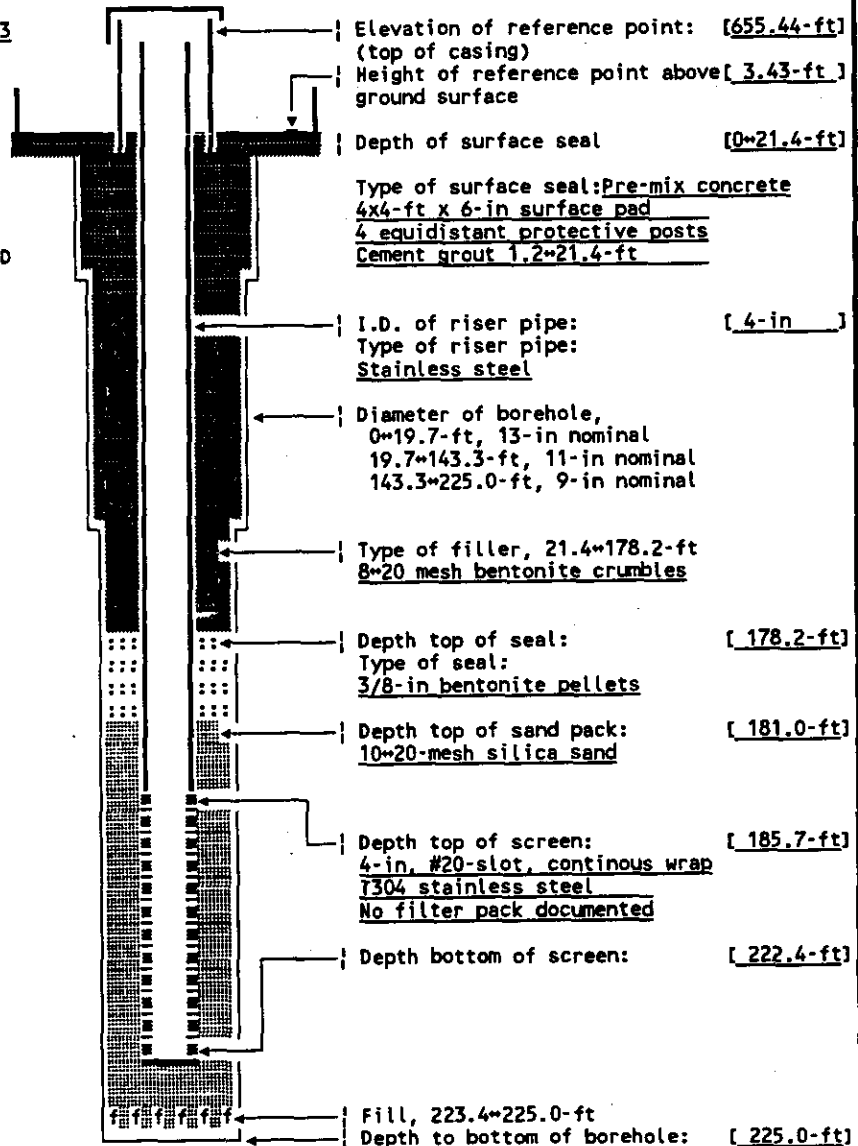 3
Elevation of reference point: [655.44-ft]
(top of casing)
Height of reference point above[ 3.43-ft ]
ground surface
Depth of surface seal [0↔21.4-ft]
Type of surface seal:Pre-mix concrete
4x4-ft x 6-in surface pad
4 equidistant protective posts
D
Cement grout 1.2↔21.4-ft
I.D. of riser pipe: [ 4-in ]
Type of riser pipe:
Stainless steel
Diameter of borehole,
0↔19.7-ft, 13-in nominal
19.7↔143.3-ft, 11-in nominal
143.3↔225.0-ft, 9-in nominal
Type of filler, 21.4↔178.2-ft
8↔20 mesh bentonite crumbles
Depth top of seal: [ 178.2-ft]
Type of seal:
3/8-in bentonite pellets
Depth top of sand pack: [ 181.0-ft]
10↔20-mesh silica sand
Depth top of screen: [ 185.7-ft]
4-in, #20-slot, continous wrap
T304 stainless steel
No filter pack documented
Depth bottom of screen: [ 222.4-ft]
f f f f f f f
Fill, 223.4↔225.0-ft
Depth to bottom of borehole: [ 225.0-ft]